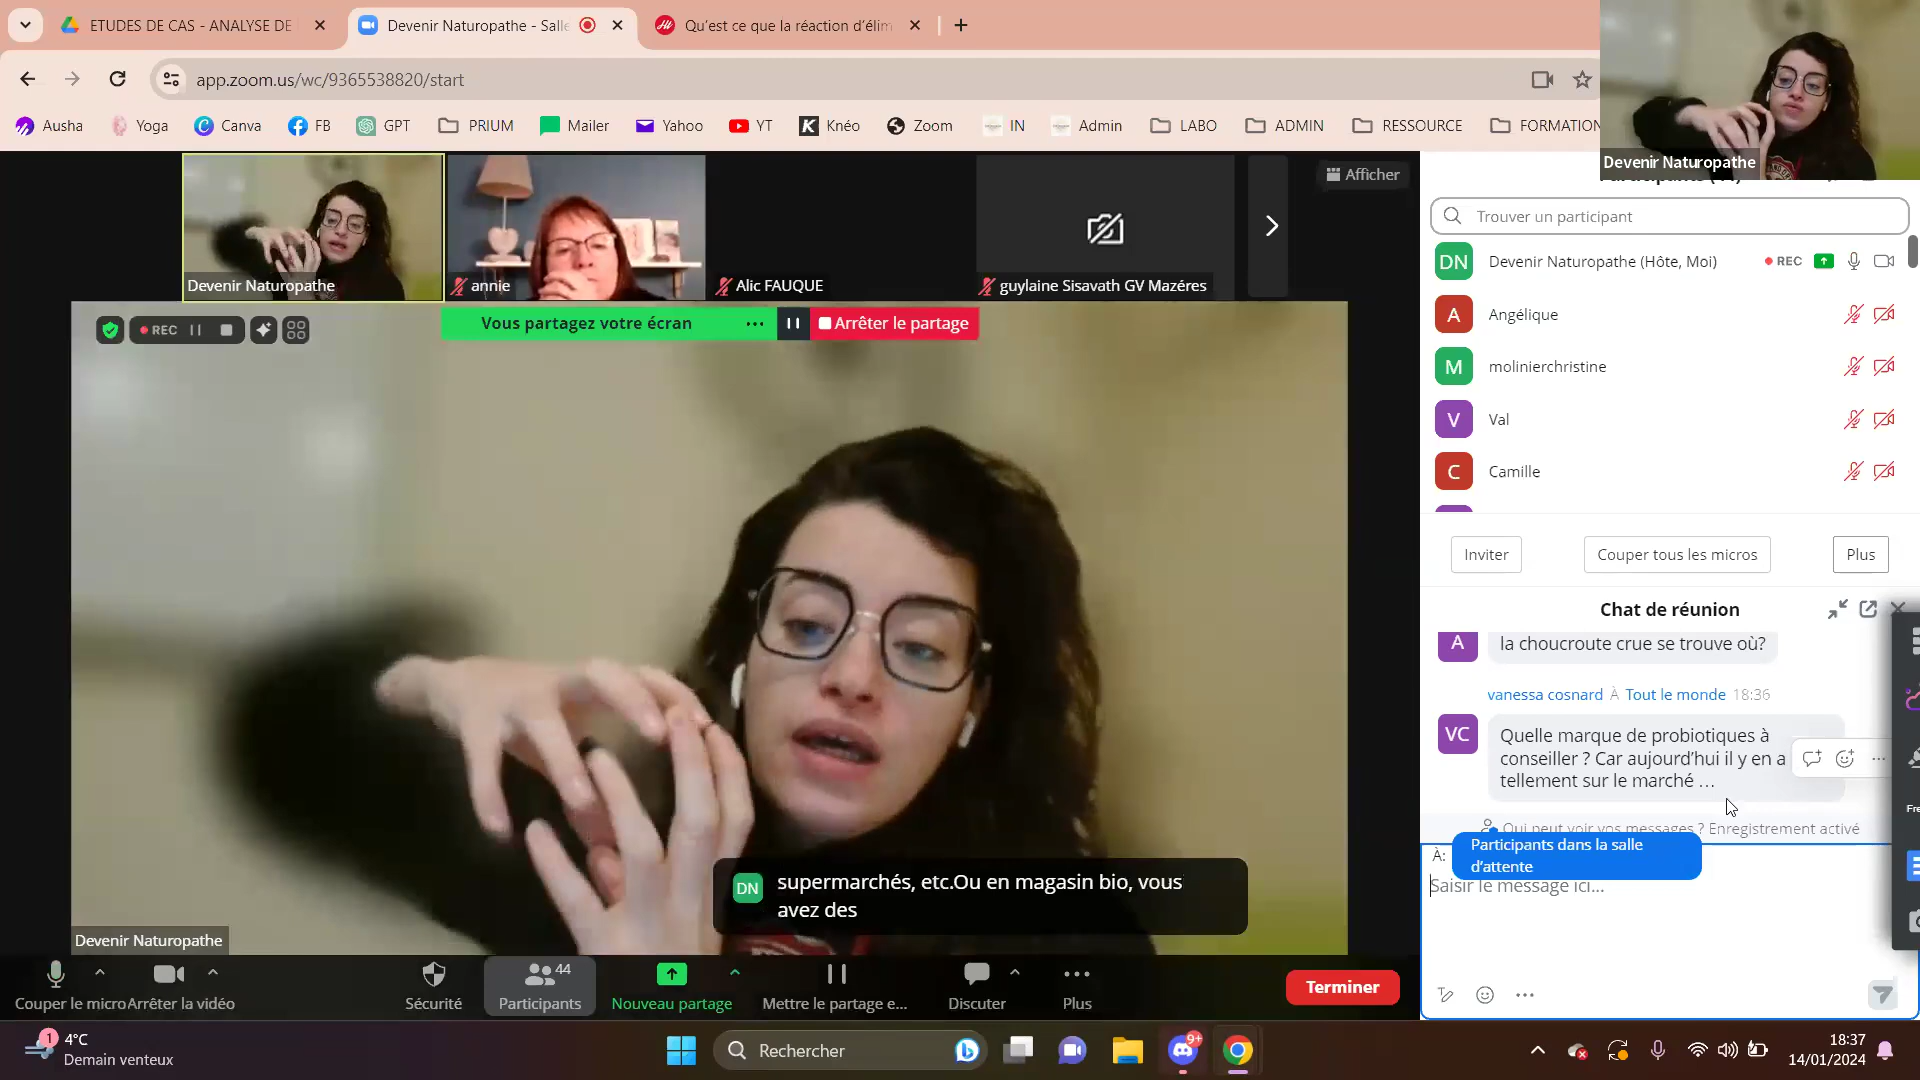 ETUDES DE CAS - ANALYSE DE
Devenir Naturopathe - Salle
Qu'est ce que la réaction d'élim
app.zoom.us/wc/9365538820/start
Ausha
Yoga
Canva
FB
GPT
PRIUM
Mailer
Yahoo
YT
Knéo
Zoom
IN
Admin
LABO
ADMIN
RESSOURCE
FORMATION
Devenir Naturopathe
Devenir Naturopathe
annie
Alic FAUQUE
guylaine Sisavath GV Mazéres
Afficher
REC
Vous partagez votre écran
Arrêter le partage
Trouver un participant
DN
Devenir Naturopathe (Hôte, Moi)
REC
A
Angélique
M
molinierchristine
V
Val
C
Camille
Inviter
Couper tous les micros
Plus
Chat de réunion
A
la choucroute crue se trouve où?
vanessa cosnard À Tout le monde 18:36
VC
Quelle marque de probiotiques à
conseiller ? Car aujourd'hui il y en a
tellement sur le marché …
Qui peut voir vos messages ? Enregistrement activé
À:
Participants dans la salle
d'attente
Saisir le message ici...
Fre
DN
supermarchés, etc.Ou en magasin bio, vous
avez des
Devenir Naturopathe
Couper le micro
Arrêter la vidéo
Sécurité
44
Participants
Nouveau partage
Mettre le partage e...
Discuter
Plus
Terminer
1
4°C
Demain venteux
Rechercher
9+
18:37
14/01/2024